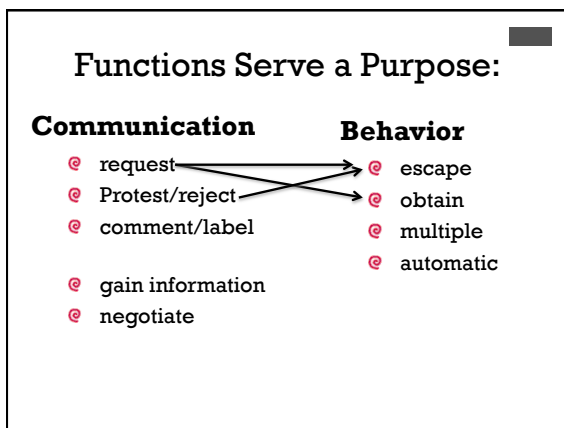 Functions Serve a Purpose:
Communication
request
Protest/reject
comment/label
gain information
negotiate
Behavior
escape
obtain
multiple
automatic